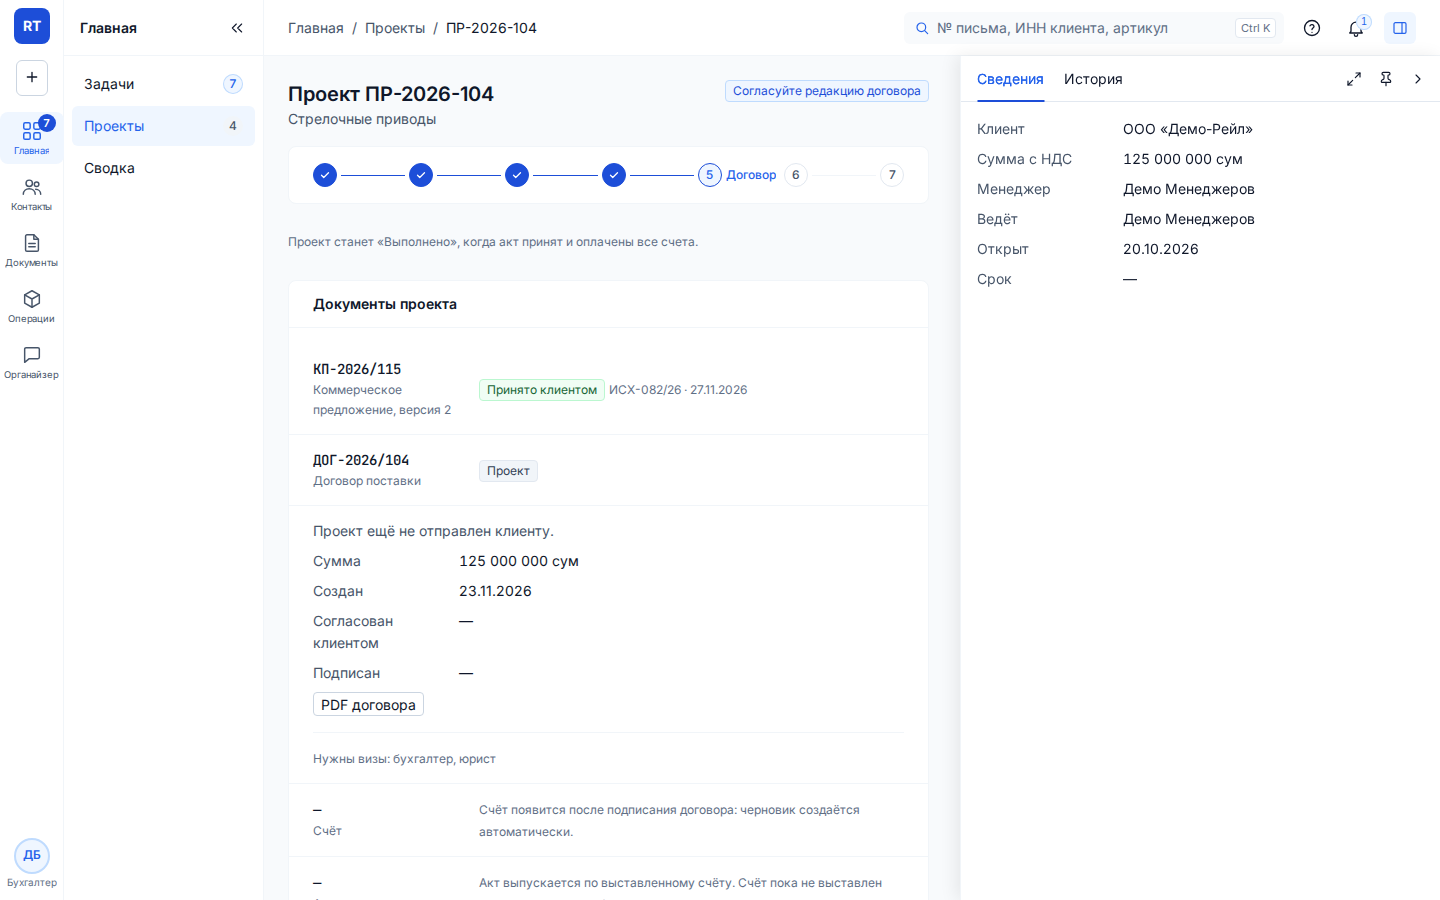 RT
Главная
Главная / Проекты / ПР-2026-104
№ письма, ИНН клиента, артикул
Ctrl K
1
7
Главная
Контакты
Документы
Операции
Органайзер
ДБ
Бухгалтер
Задачи
7
Проекты
4
Сводка
Проект ПР-2026-104
Согласуйте редакцию договора
Стрелочные приводы
5 Договор 6 7
Проект станет «Выполнено», когда акт принят и оплачены все счета.
Документы проекта
КП-2026/115
Коммерческое
предложение, версия 2
Принято клиентом ИСХ-082/26 · 27.11.2026
ДОГ-2026/104
Договор поставки
Проект
Проект ещё не отправлен клиенту.
Сумма 125 000 000 сум
Создан 23.11.2026
Согласован
клиентом —
Подписан —
PDF договора
Нужны визы: бухгалтер, юрист
—
Счёт
Счёт появится после подписания договора: черновик создаётся
автоматически.
—
Акт выпускается по выставленному счёту. Счёт пока не выставлен
Сведения
История
Клиент ООО «Демо-Рейл»
Сумма с НДС 125 000 000 сум
Менеджер Демо Менеджеров
Ведёт Демо Менеджеров
Открыт 20.10.2026
Срок —